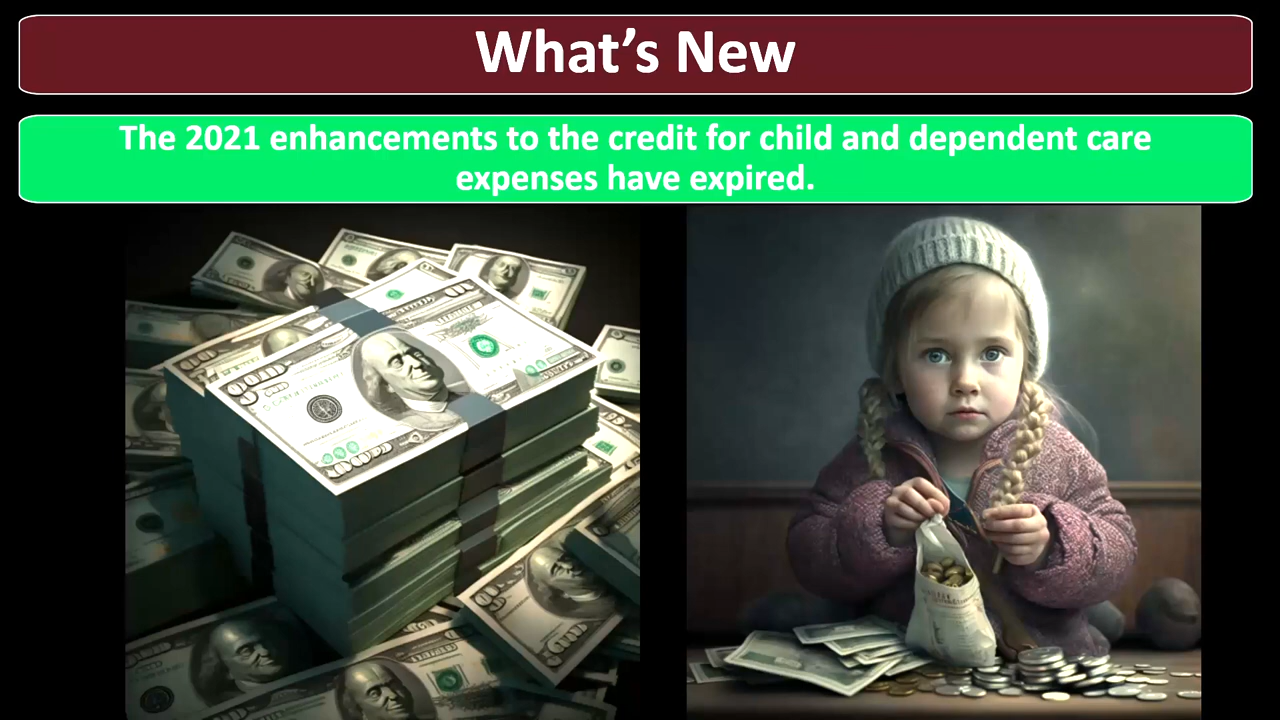 What’s New
The 2021 enhancements to the credit for child and dependent care
expenses have expired.